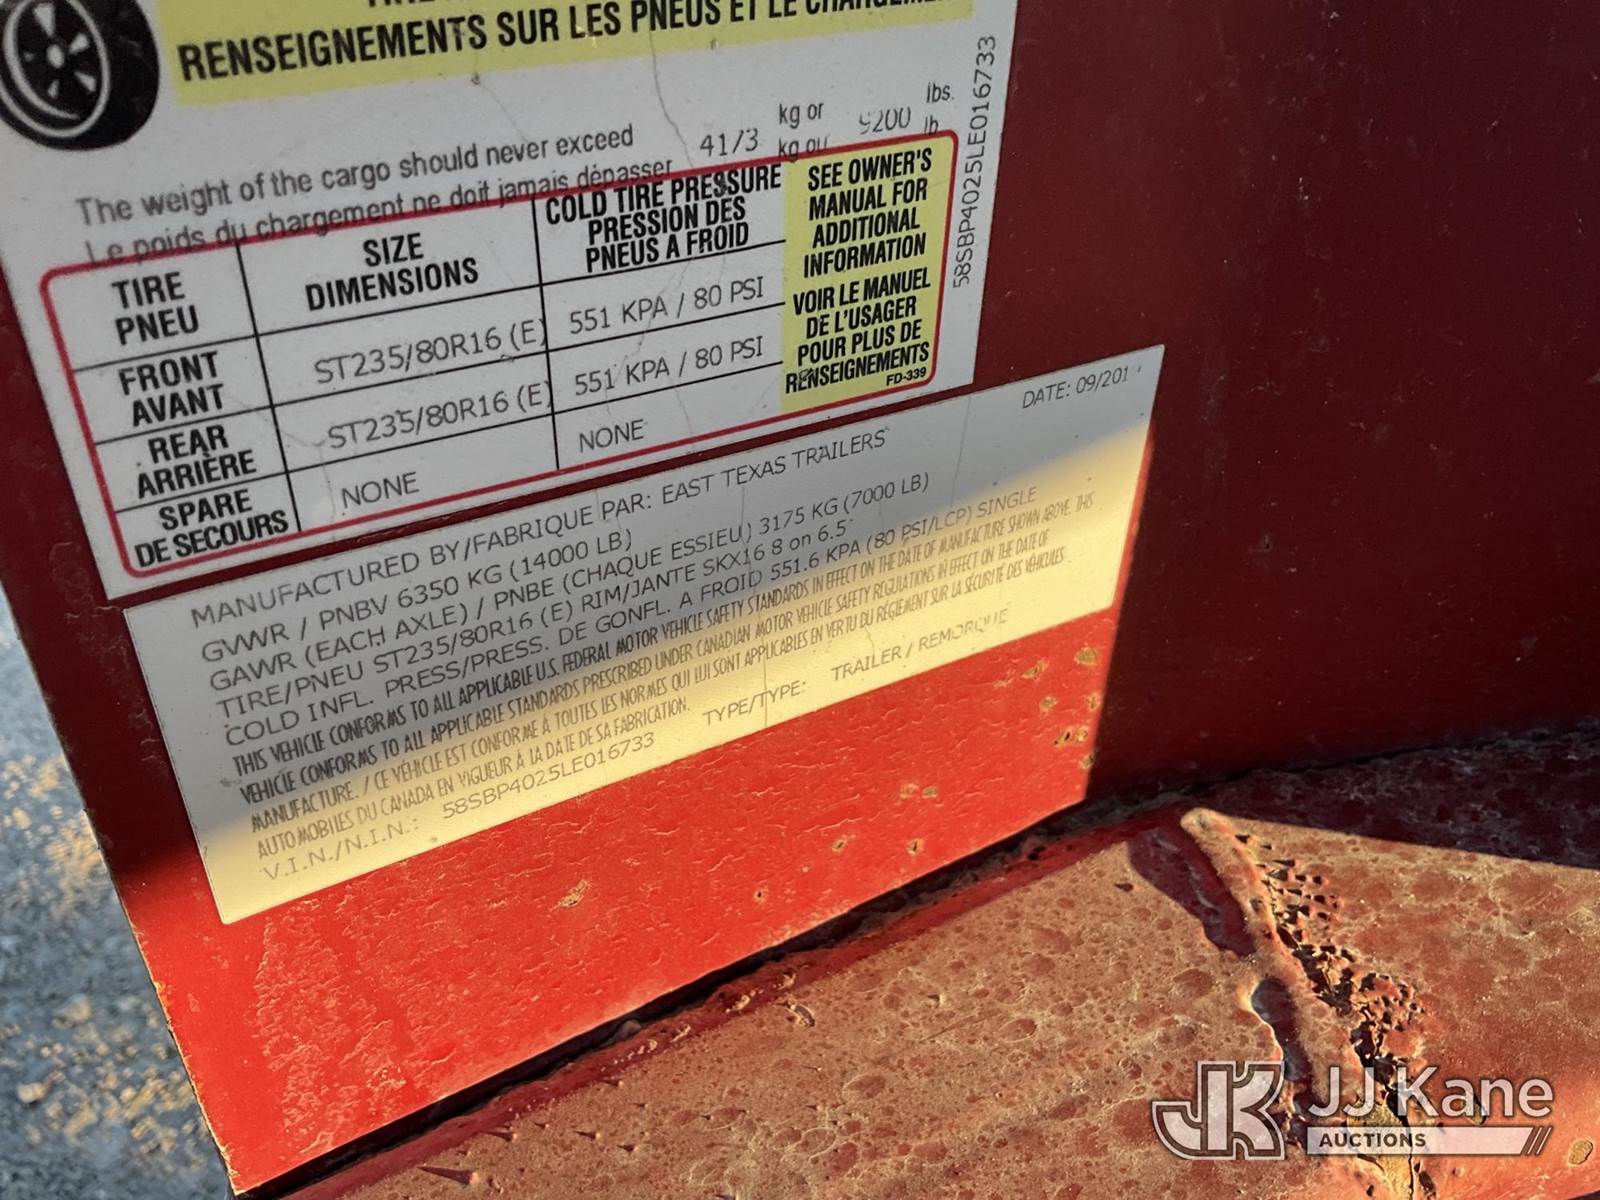 RENSEIGNEMENTS SUR LES PNEUS ET LE CHARGEMENT
The weight of the cargo should never exceed kg or lbs.
Le poids du chargement ne doit jamais dépasser 4173 kg ou 9200 lb
TIRE SIZE COLD TIRE PRESSURE
PNEU DIMENSIONS PRESSION DES
PNEUS A FROID
FRONT
AVANT ST235/80R16 (E) 551 KPA / 80 PSI
REAR
ARRIÈRE ST235/80R16 (E) 551 KPA / 80 PSI
SPARE
DE SECOURS NONE NONE
SEE OWNER'S
MANUAL FOR
ADDITIONAL
INFORMATION
VOIR LE MANUEL
DE L'USAGER
POUR PLUS DE
RENSEIGNEMENTS
FD-339
58SBP4025LE016733
DATE: 09/201
MANUFACTURED BY/FABRIQUE PAR: EAST TEXAS TRAILERS
GVWR / PNBV 6350 KG (14000 LB)
GAWR (EACH AXLE) / PNBE (CHAQUE ESSIEU) 3175 KG (7000 LB)
TIRE/PNEU ST235/80R16 (E) RIM/JANTE SKX16 8 on 6.5
COLD INFL. PRESS/PRESS. DE GONFL. A FROID 551.6 KPA (80 PSI/LCP) SINGLE
THIS VEHICLE CONFORMS TO ALL APPLICABLE U.S. FEDERAL MOTOR VEHICLE SAFETY STANDARDS IN EFFECT ON THE DATE OF MANUFACTURE SHOWN ABOVE. THIS
VEHICLE CONFORMS TO ALL APPLICABLE STANDARDS PRESCRIBED UNDER CANADIAN MOTOR VEHICLE SAFETY REGULATIONS IN EFFECT ON THE DATE OF
MANUFACTURE. / CE VÉHICLE EST CONFORME À TOUTES LES NORMES QUI LUI SONT APPLICABLES EN VERTU DU RÉGLEMENT SUR LA SÉCURITÉ DES VÉHICULES
AUTOMOBILES DU CANADA EN VIGUEUR À LA DATE DE SA FABRICATION.
V.I.N./N.I.N.: 58SBP4025LE016733 TYPE/TYPE: TRAILER / REMORQUE
JK JJ Kane
AUCTIONS